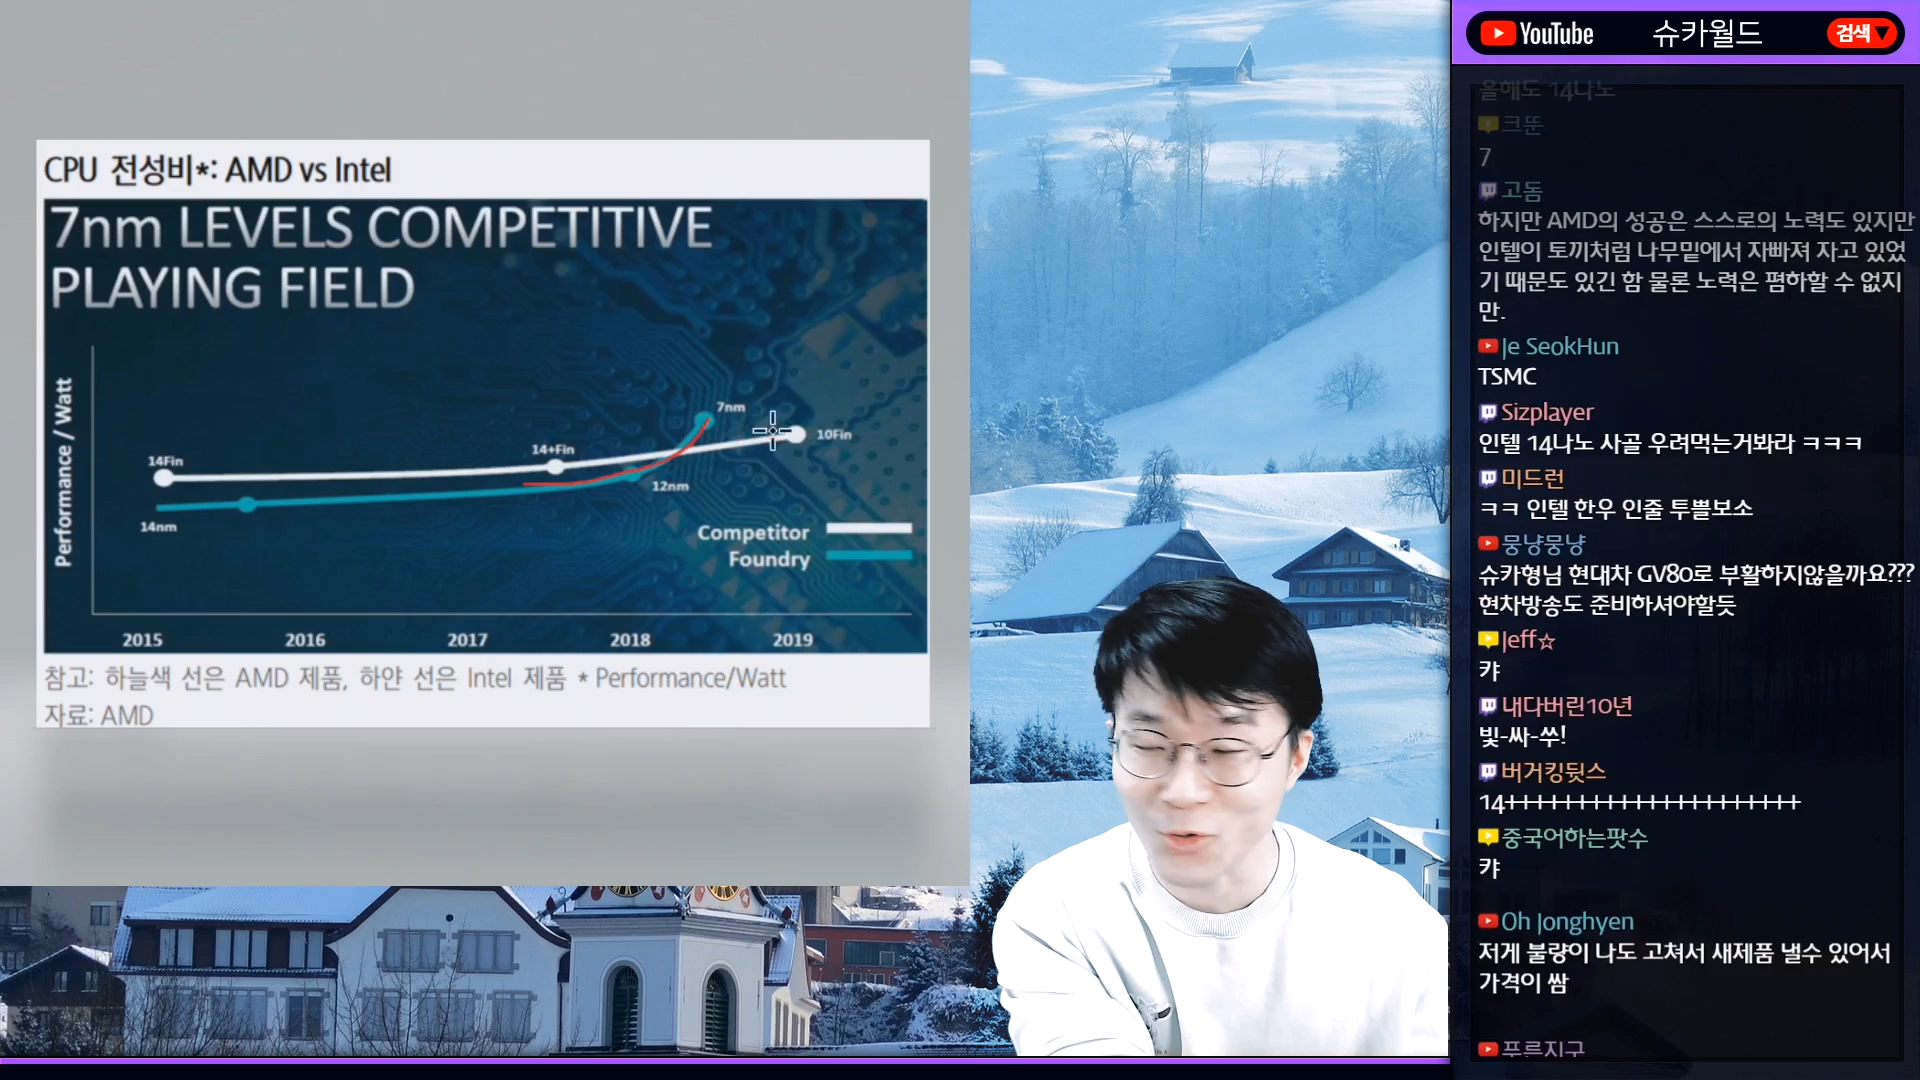 CPU 전성비*: AMD vs Intel
7nm LEVELS COMPETITIVE
PLAYING FIELD
Performance / Watt
14Fin
14nm
14+Fin
12nm
7nm
10Fin
Competitor
Foundry
2015 2016 2017 2018 2019
참고: 하늘색 선은 AMD 제품, 하얀 선은 Intel 제품 * Performance/Watt
자료: AMD
YouTube 슈카월드 검색▼
올해도 14나노
크뚠
7
고돔
하지만 AMD의 성공은 스스로의 노력도 있지만
인텔이 토끼처럼 나무밑에서 자빠져 자고 있었
기 때문도 있긴 함 물론 노력은 폄하할 수 없지
만.
Je SeokHun
TSMC
Sizplayer
인텔 14나노 사골 우려먹는거봐라 ㅋㅋㅋ
미드런
ㅋㅋ 인텔 한우 인줄 투쁠보소
뭉냥뭉냥
슈카형님 현대차 GV80로 부활하지않을까요???
현차방송도 준비하셔야할듯
Jeff☆
캬
내다버린10년
빛-싸-쑤!
버거킹뒷스
14+++++++++++++++++++++
중국어하는팟수
캬
Oh Jonghyen
저게 불량이 나도 고쳐서 새제품 낼수 있어서
가격이 쌈
푸른지구